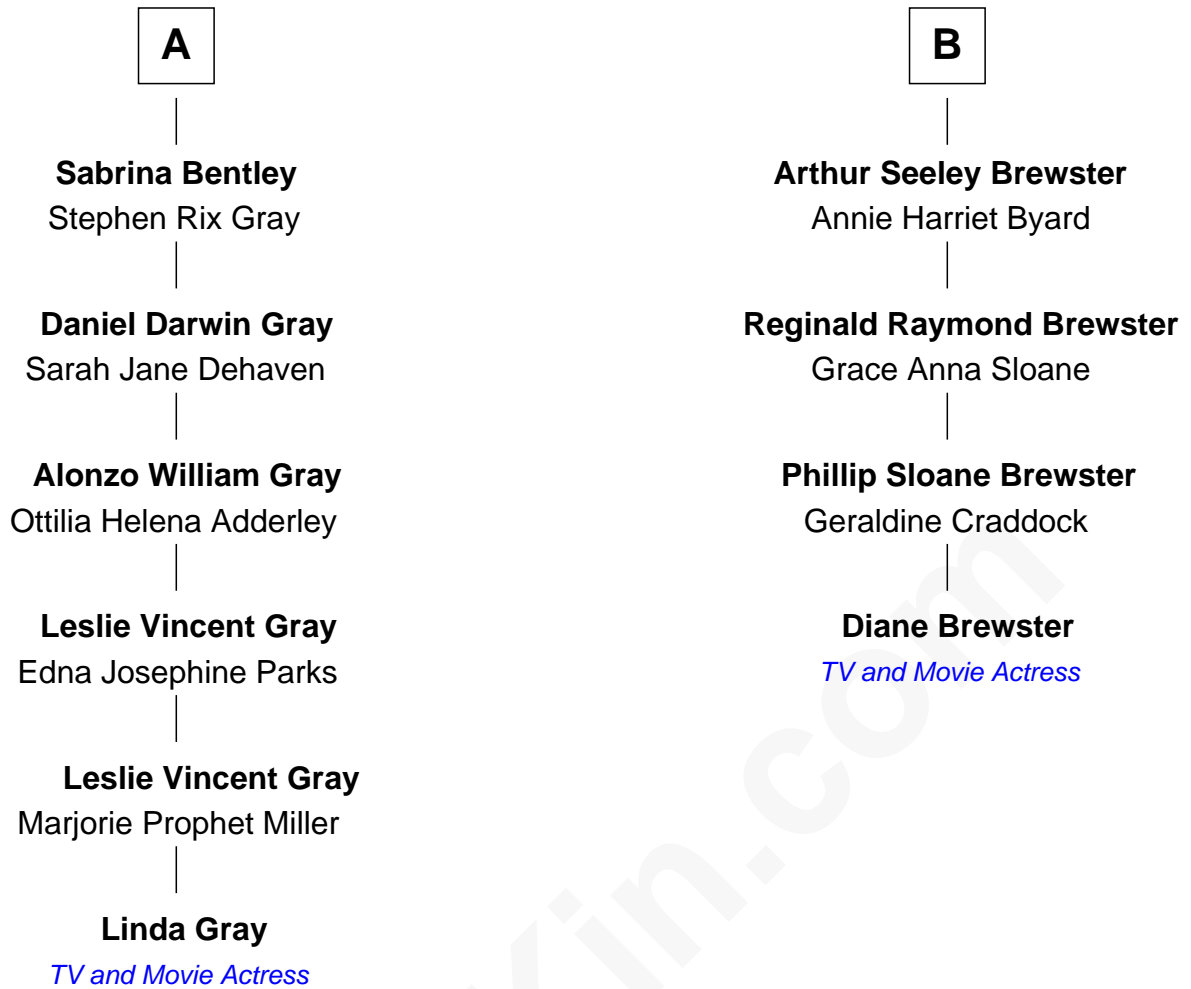 A
Sabrina Bentley
Stephen Rix Gray
Daniel Darwin Gray
Sarah Jane Dehaven
Alonzo William Gray
Ottilia Helena Adderley
Leslie Vincent Gray
Edna Josephine Parks
Leslie Vincent Gray
Marjorie Prophet Miller
Linda Gray
TV and Movie Actress
B
Arthur Seeley Brewster
Annie Harriet Byard
Reginald Raymond Brewster
Grace Anna Sloane
Phillip Sloane Brewster
Geraldine Craddock
Diane Brewster
TV and Movie Actress
Kin.com